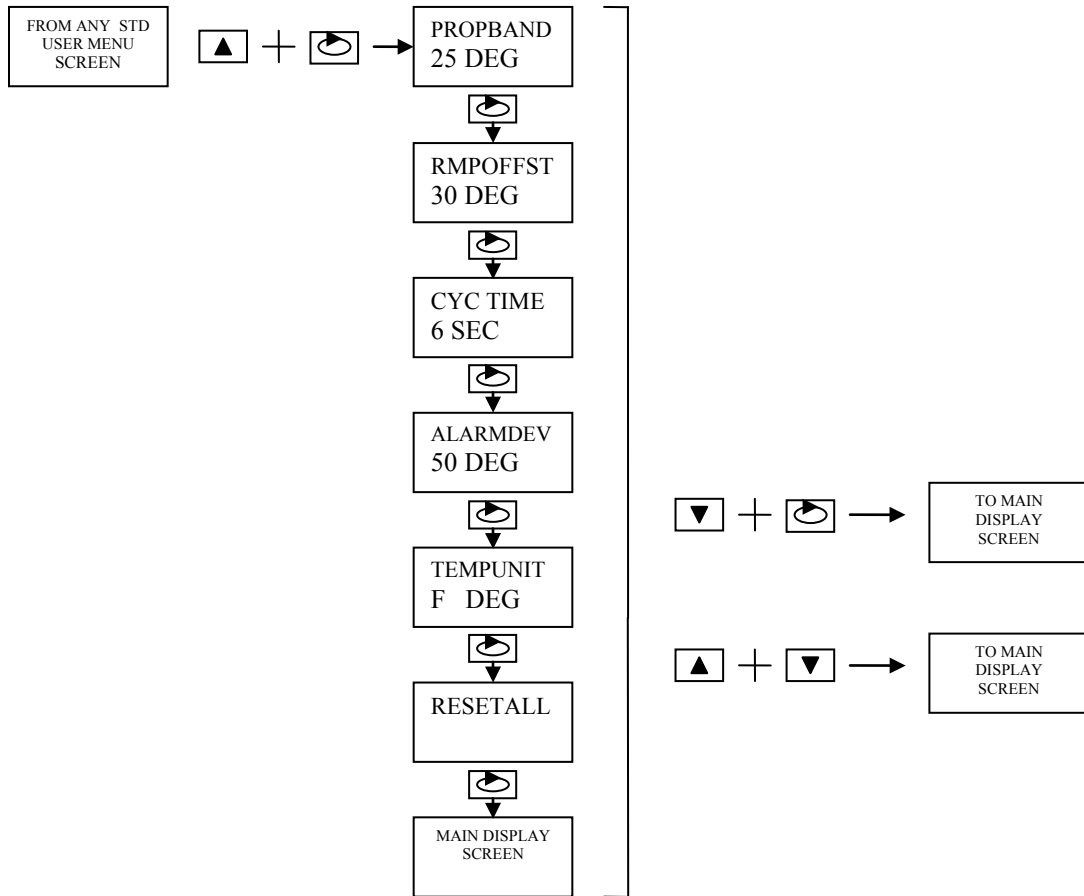 FROM ANY STD
USER MENU
SCREEN
PROPBAND
25 DEG
RMPOFFST
30 DEG
CYC TIME
6 SEC
ALARMDEV
50 DEG
TEMPUNIT
F DEG
RESETALL
MAIN DISPLAY
SCREEN
TO MAIN
DISPLAY
SCREEN
TO MAIN
DISPLAY
SCREEN